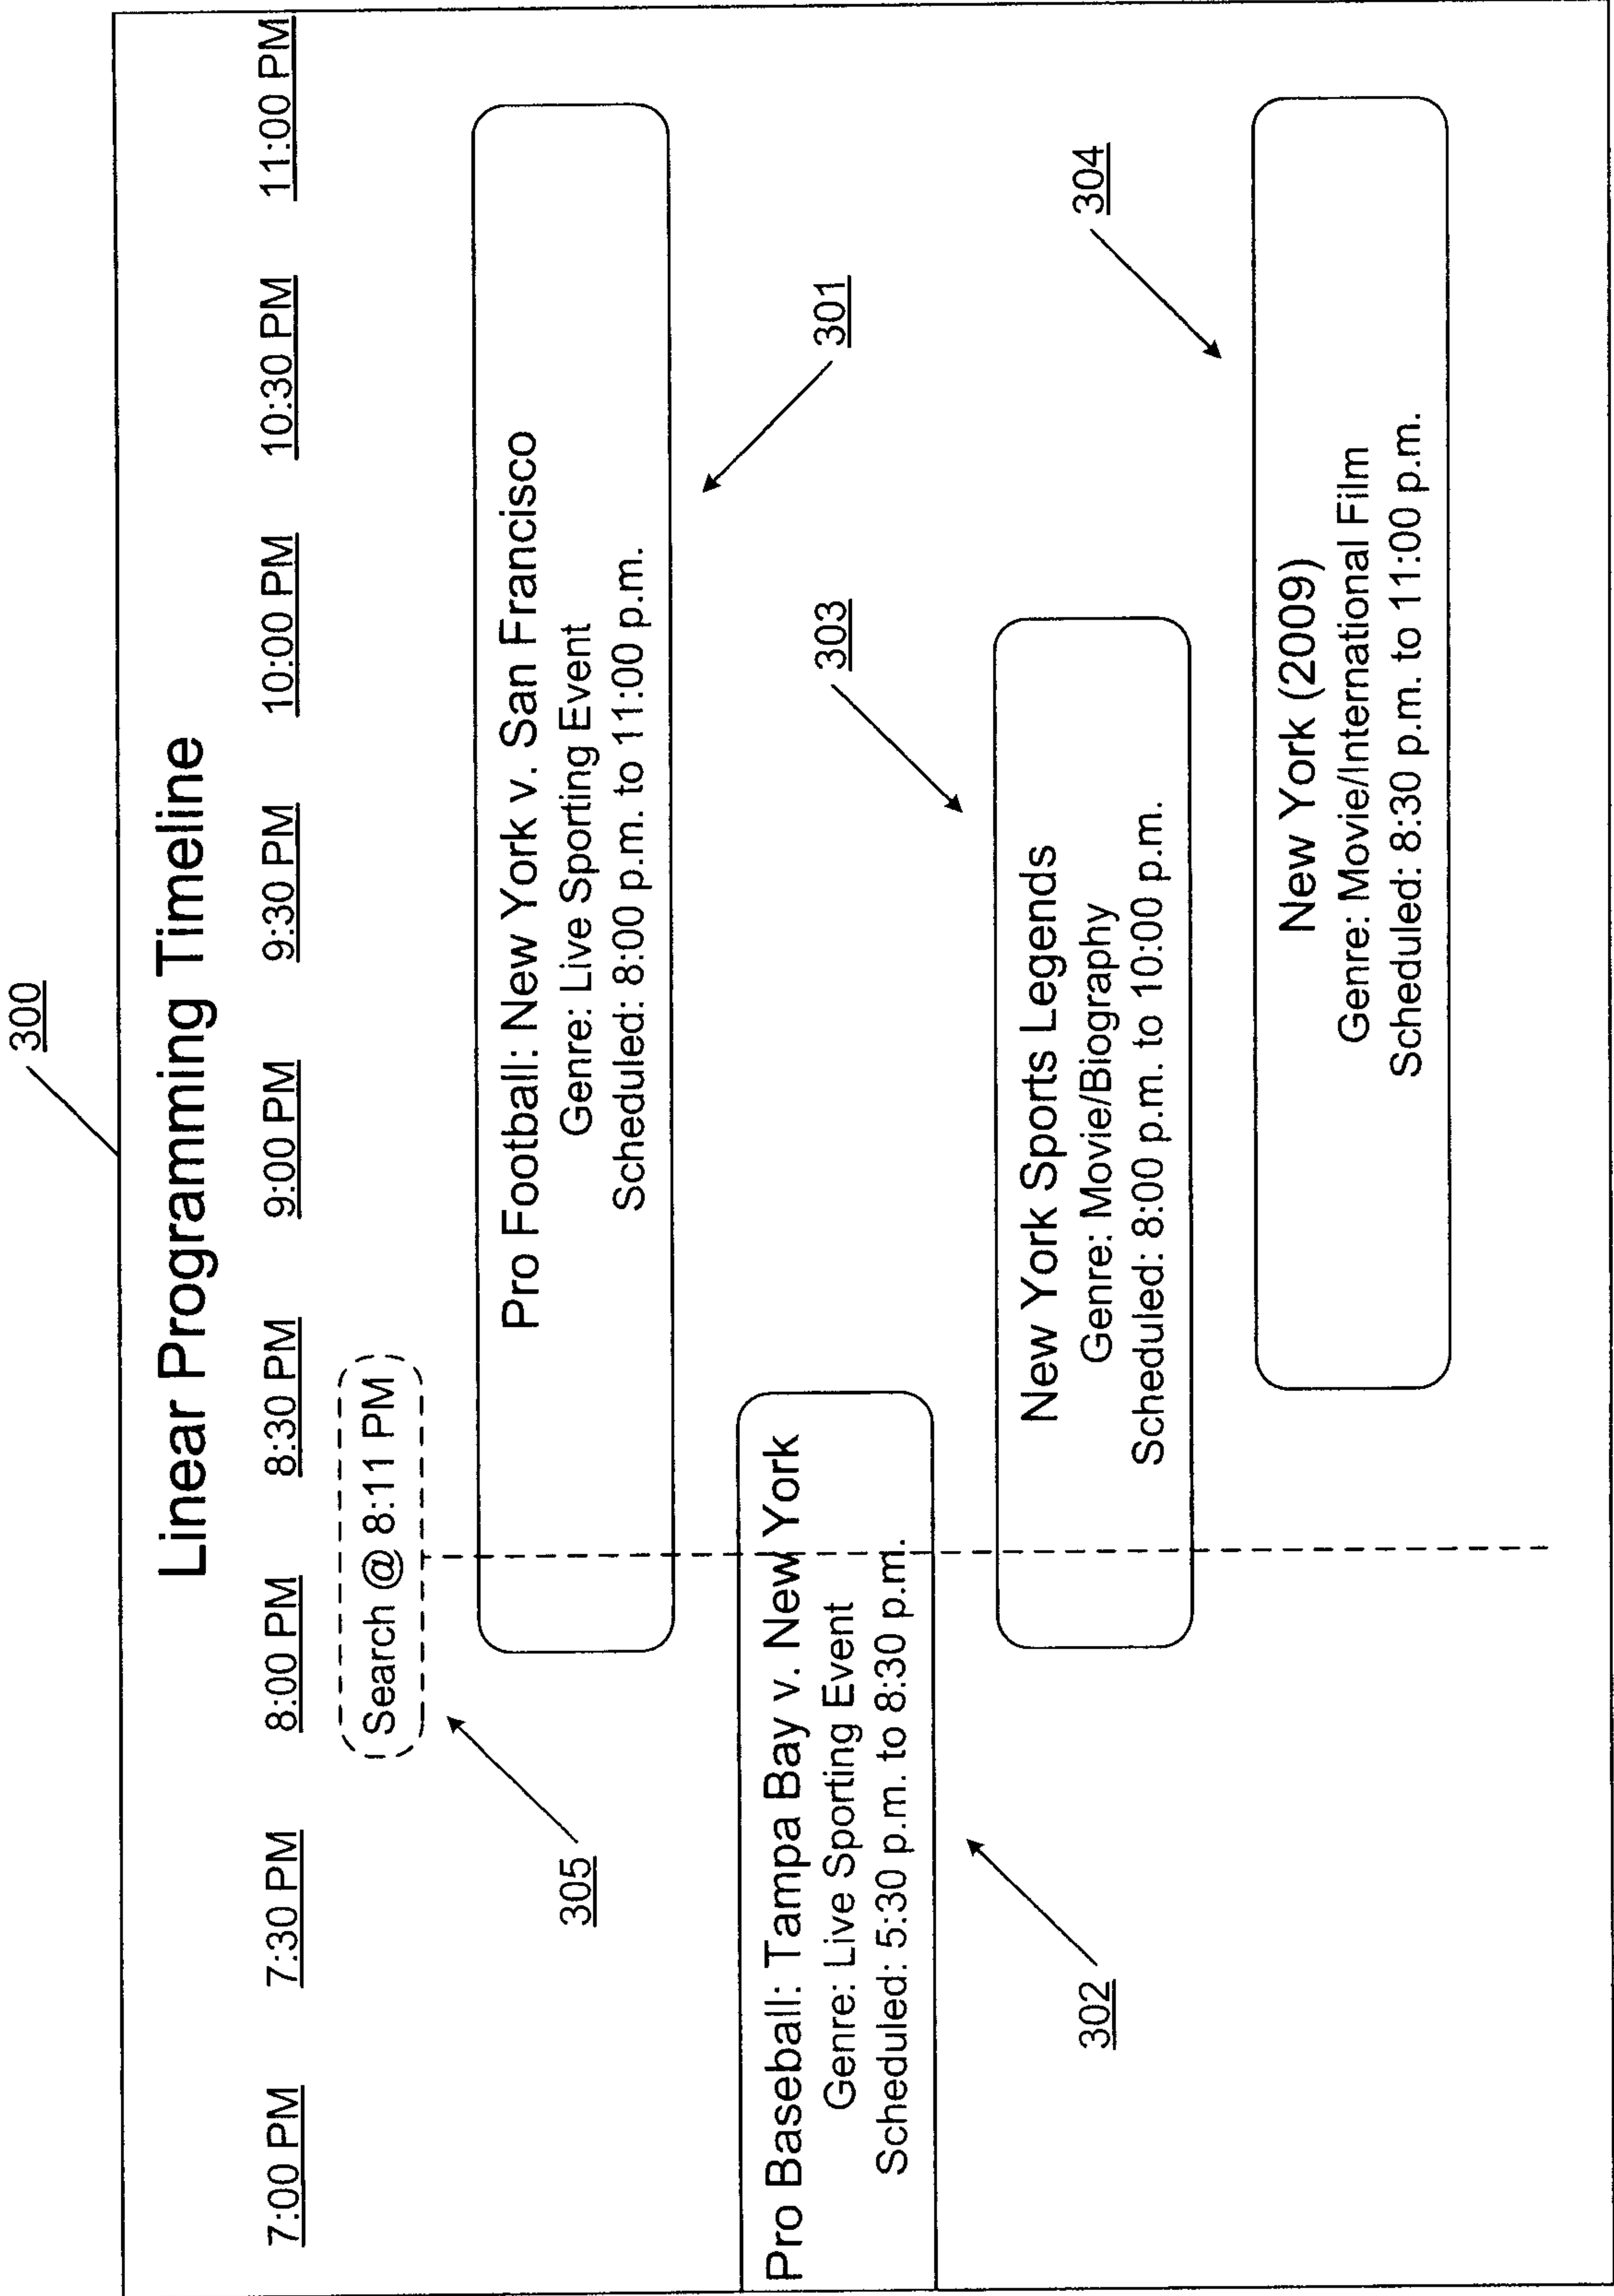 300
Linear Programming Timeline
7:00 PM 7:30 PM 8:00 PM 8:30 PM 9:00 PM 9:30 PM 10:00 PM 10:30 PM 11:00 PM
Search @ 8:11 PM
305
Pro Football: New York v. San Francisco
Genre: Live Sporting Event
Scheduled: 8:00 p.m. to 11:00 p.m.
301
Pro Baseball: Tampa Bay v. New York
Genre: Live Sporting Event
Scheduled: 5:30 p.m. to 8:30 p.m.
302
303
New York Sports Legends
Genre: Movie/Biography
Scheduled: 8:00 p.m. to 10:00 p.m.
304
New York (2009)
Genre: Movie/International Film
Scheduled: 8:30 p.m. to 11:00 p.m.